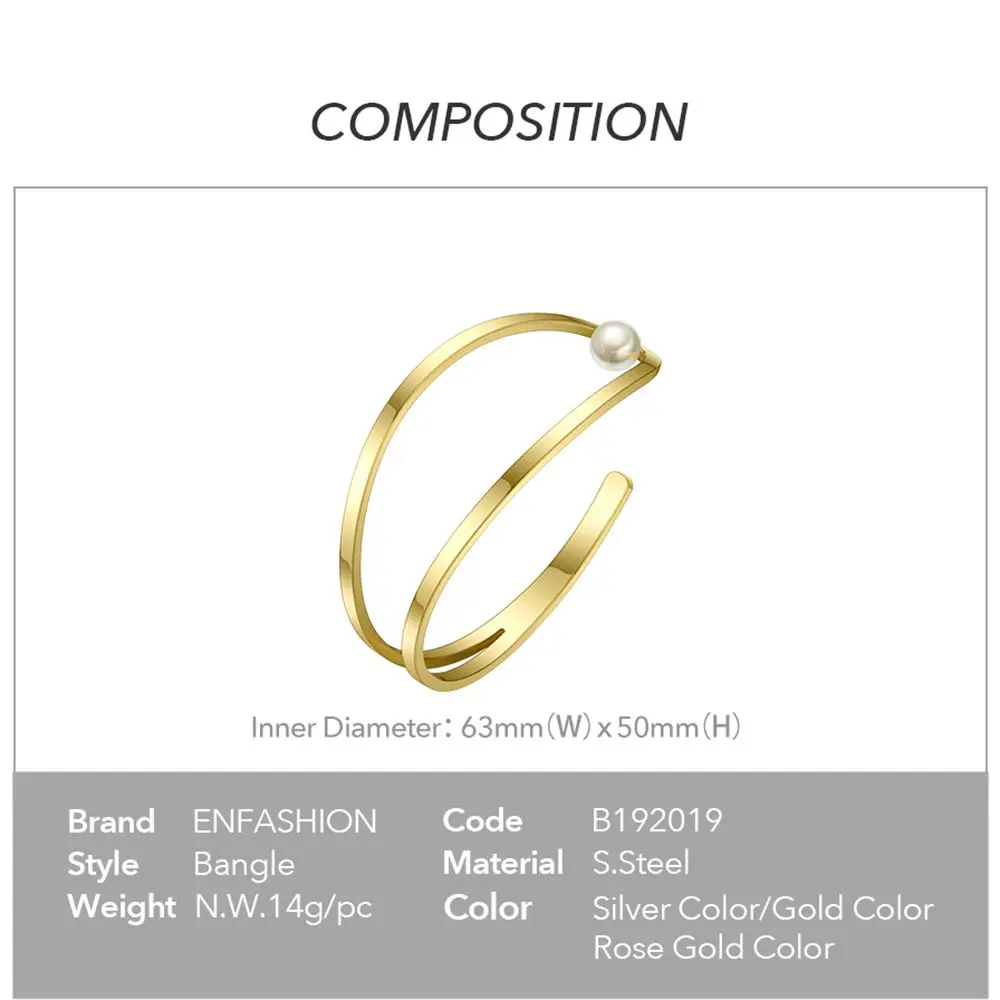 COMPOSITION
Inner Diameter: 63mm(W) x 50mm(H)
Brand ENFASHION
Style Bangle
Weight N.W.14g/pc
Code B192019
Material S.Steel
Color Silver Color/Gold Color
Rose Gold Color